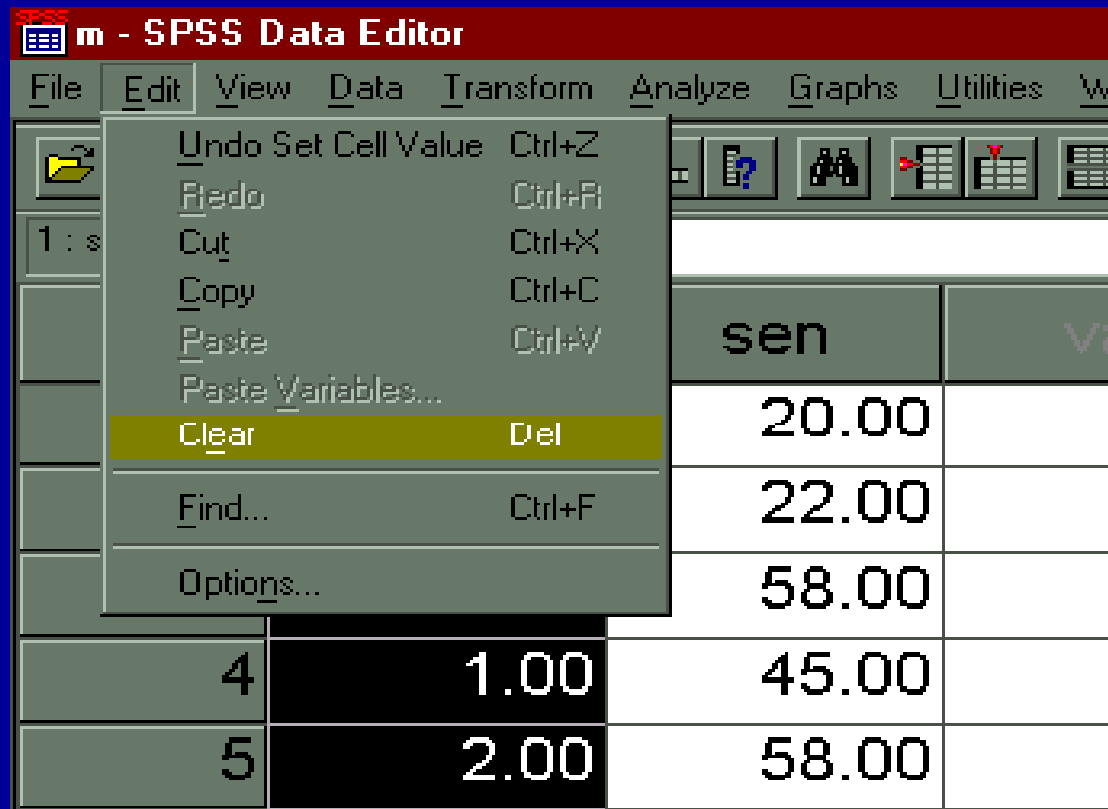 SPSS
m - SPSS Data Editor
File Edit View Data Transform Analyze Graphs Utilities W
Undo Set Cell Value Ctrl+Z
Redo Ctrl+R
Cut Ctrl+X
Copy Ctrl+C
Paste Ctrl+V
Paste Variables...
Clear Del
Find... Ctrl+F
Options...
1 : s
sen va
20.00
22.00
58.00
4 1.00 45.00
5 2.00 58.00